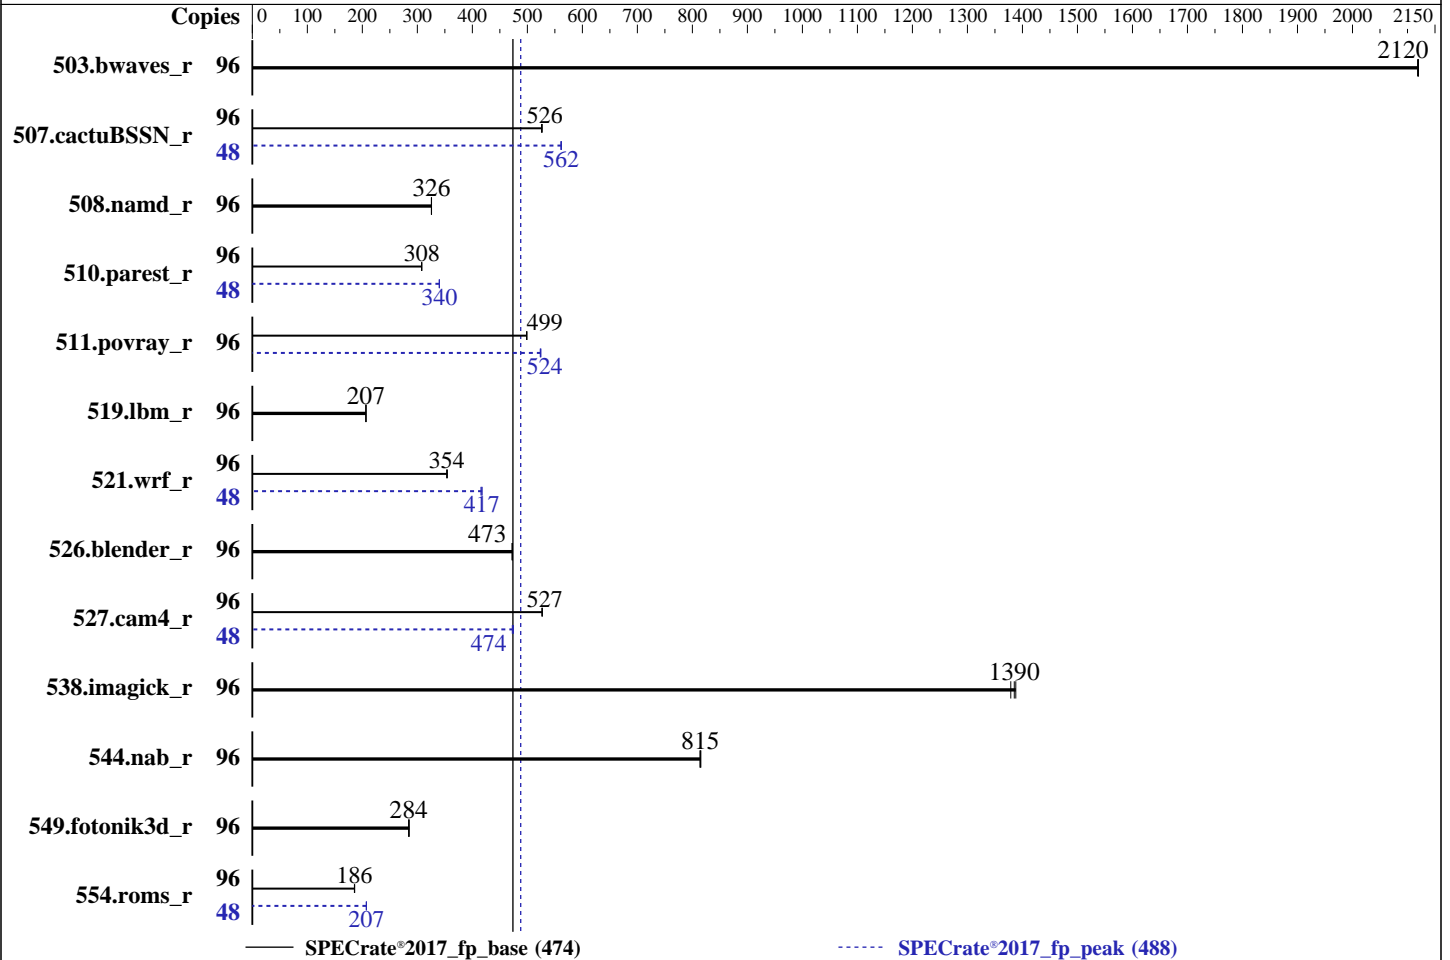 Copies 0 100 200 300 400 500 600 700 800 900 1000 1100 1200 1300 1400 1500 1600 1700 1800 1900 2000 2150
503.bwaves_r 96 2120
507.cactuBSSN_r 96 526
48 562
508.namd_r 96 326
510.parest_r 96 308
48 340
511.povray_r 96 499
524
519.lbm_r 96 207
521.wrf_r 96 354
48 417
526.blender_r 96 473
527.cam4_r 96 527
48 474
538.imagick_r 96 1390
544.nab_r 96 815
549.fotonik3d_r 96 284
554.roms_r 96 186
48 207
SPECrate®2017_fp_base (474) SPECrate®2017_fp_peak (488)